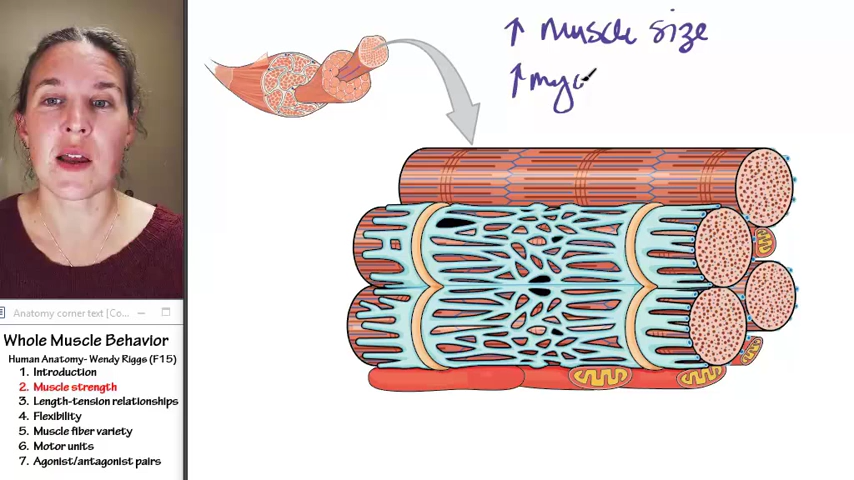 ↑ muscle size
↑ myo
Anatomy corner text [Co...
Whole Muscle Behavior
Human Anatomy- Wendy Riggs (F15)
1. Introduction
2. Muscle strength
3. Length-tension relationships
4. Flexibility
5. Muscle fiber variety
6. Motor units
7. Agonist/antagonist pairs